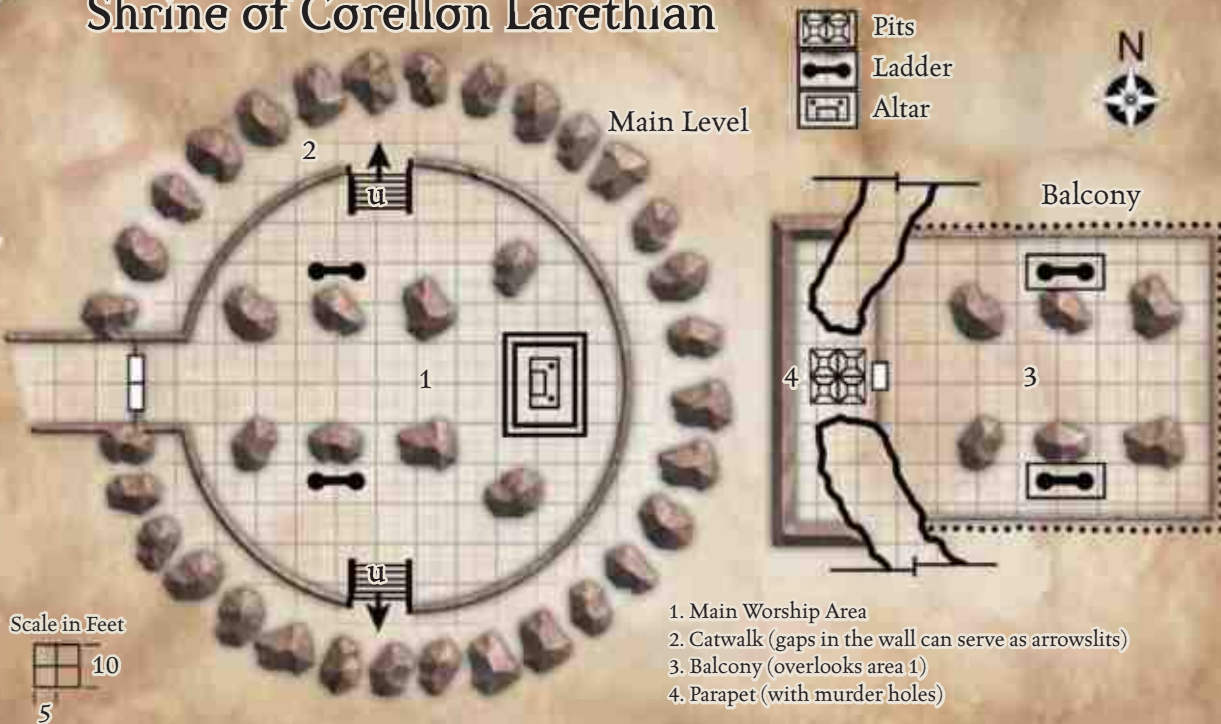 Shrine of Corellon Larethian
Pits
Ladder
Altar
N
Main Level
Balcony
2
u
1
4
3
u
Scale in Feet
10
5
1. Main Worship Area
2. Catwalk (gaps in the wall can serve as arrowslits)
3. Balcony (overlooks area 1)
4. Parapet (with murder holes)